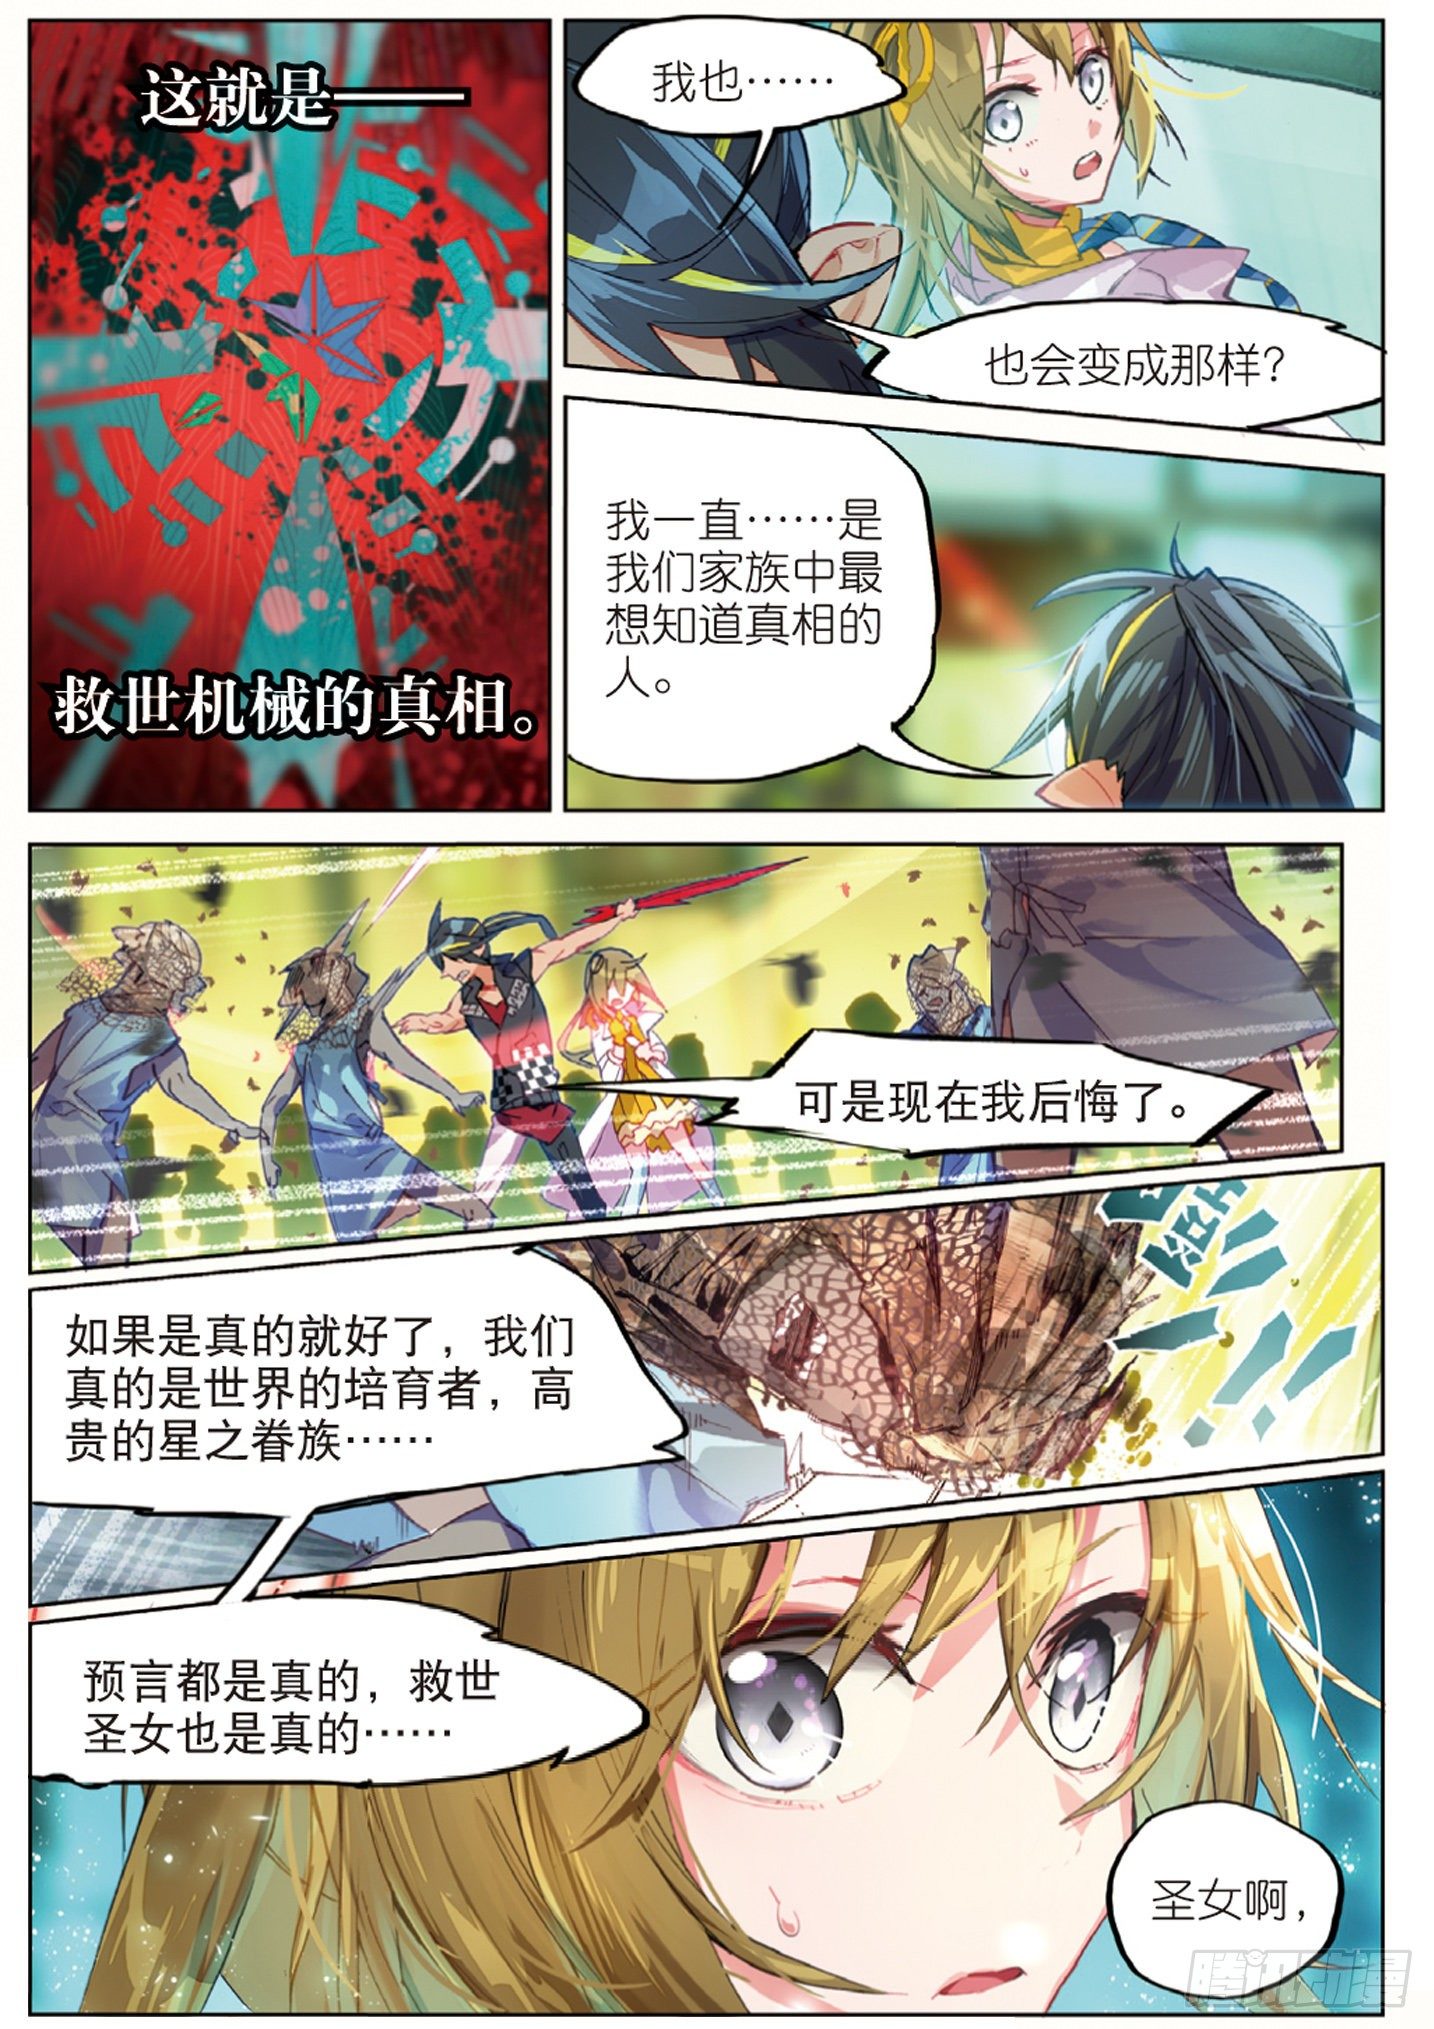 这就是——
救世机械的真相。
我也……
也会变成那样？
我一直……是
我们家族中最
想知道真相的
人。
可是现在我后悔了。
如果是真的就好了，我们
真的是世界的培育者，高
贵的星之眷族……
预言都是真的，救世
圣女也是真的……
圣女啊，
腾讯动漫